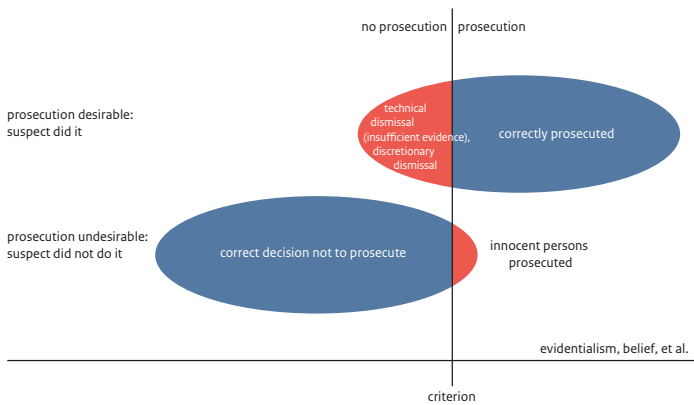 no prosecution prosecution
prosecution desirable:
suspect did it
technical
dismissal
(insufficient evidence),
discretionary
dismissal
correctly prosecuted
prosecution undesirable:
suspect did not do it
correct decision not to prosecute
innocent persons
prosecuted
evidentialism, belief, et al.
criterion